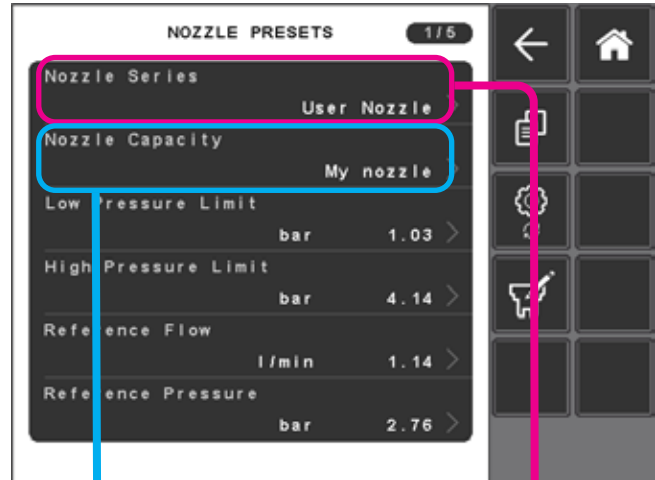 NOZZLE PRESETS 1/5
Nozzle Series
User Nozzle
Nozzle Capacity
My nozzle
Low Pressure Limit
bar 1.03
High Pressure Limit
bar 4.14
Reference Flow
l/min 1.14
Reference Pressure
bar 2.76